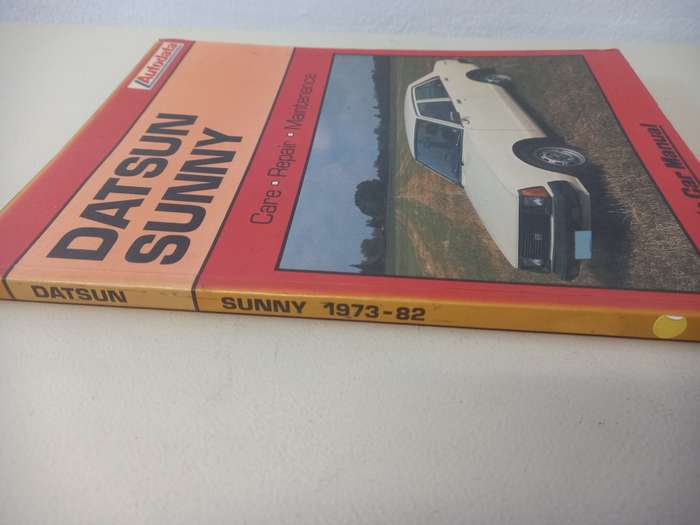 Autodata
DATSUN
SUNNY
Care • Repair • Maintenance
Car Manual
DATSUN SUNNY 1973-82